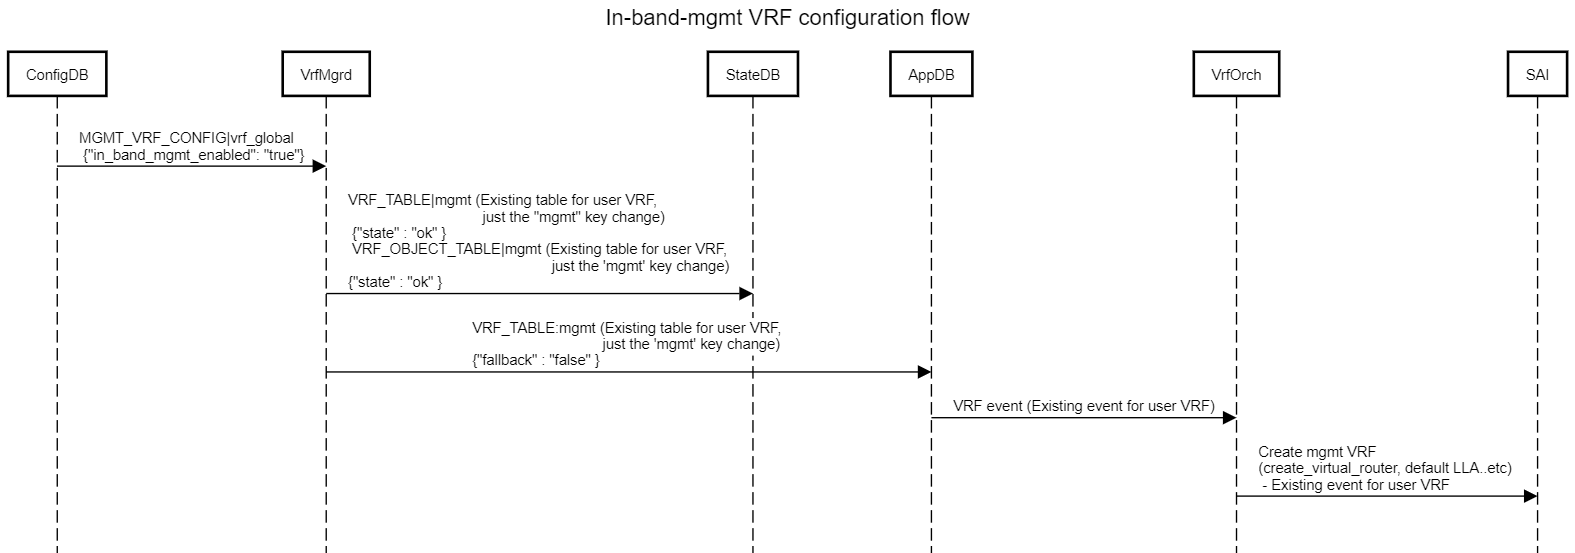 In-band-mgmt VRF configuration flow
ConfigDB
VrfMgrd
StateDB
AppDB
VrfOrch
SAI
MGMT_VRF_CONFIG|vrf_global
{"in_band_mgmt_enabled": "true"}
VRF_TABLE|mgmt (Existing table for user VRF,
just the "mgmt" key change)
{"state" : "ok" }
VRF_OBJECT_TABLE|mgmt (Existing table for user VRF,
just the 'mgmt' key change)
{"state" : "ok" }
VRF_TABLE:mgmt (Existing table for user VRF,
just the 'mgmt' key change)
{"fallback" : "false" }
VRF event (Existing event for user VRF)
Create mgmt VRF
(create_virtual_router, default LLA..etc)
- Existing event for user VRF